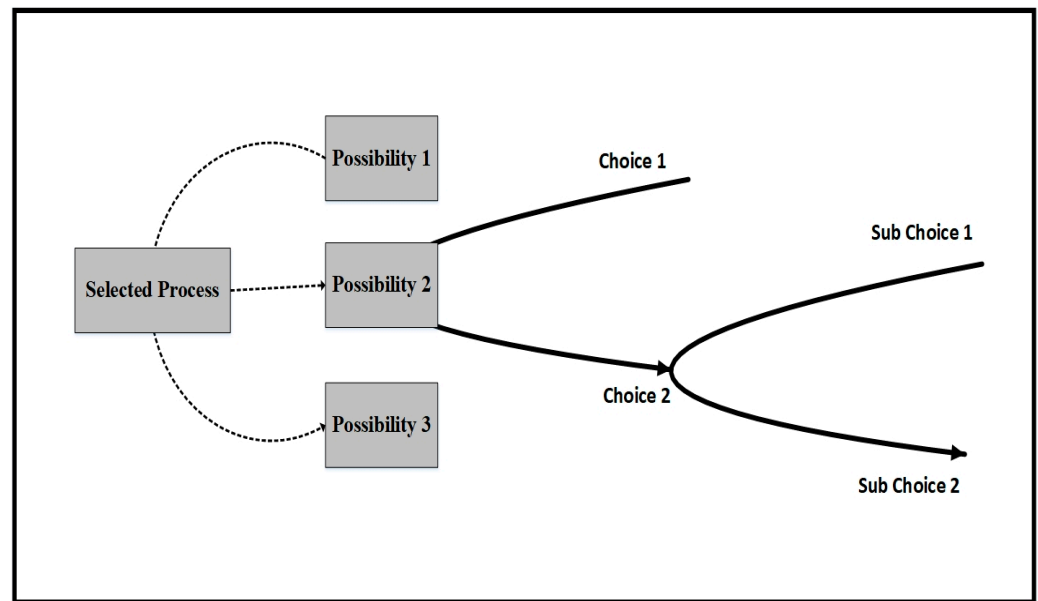 Possibility 1
Choice 1
Sub Choice 1
Selected Process
Possibility 2
Choice 2
Possibility 3
Sub Choice 2